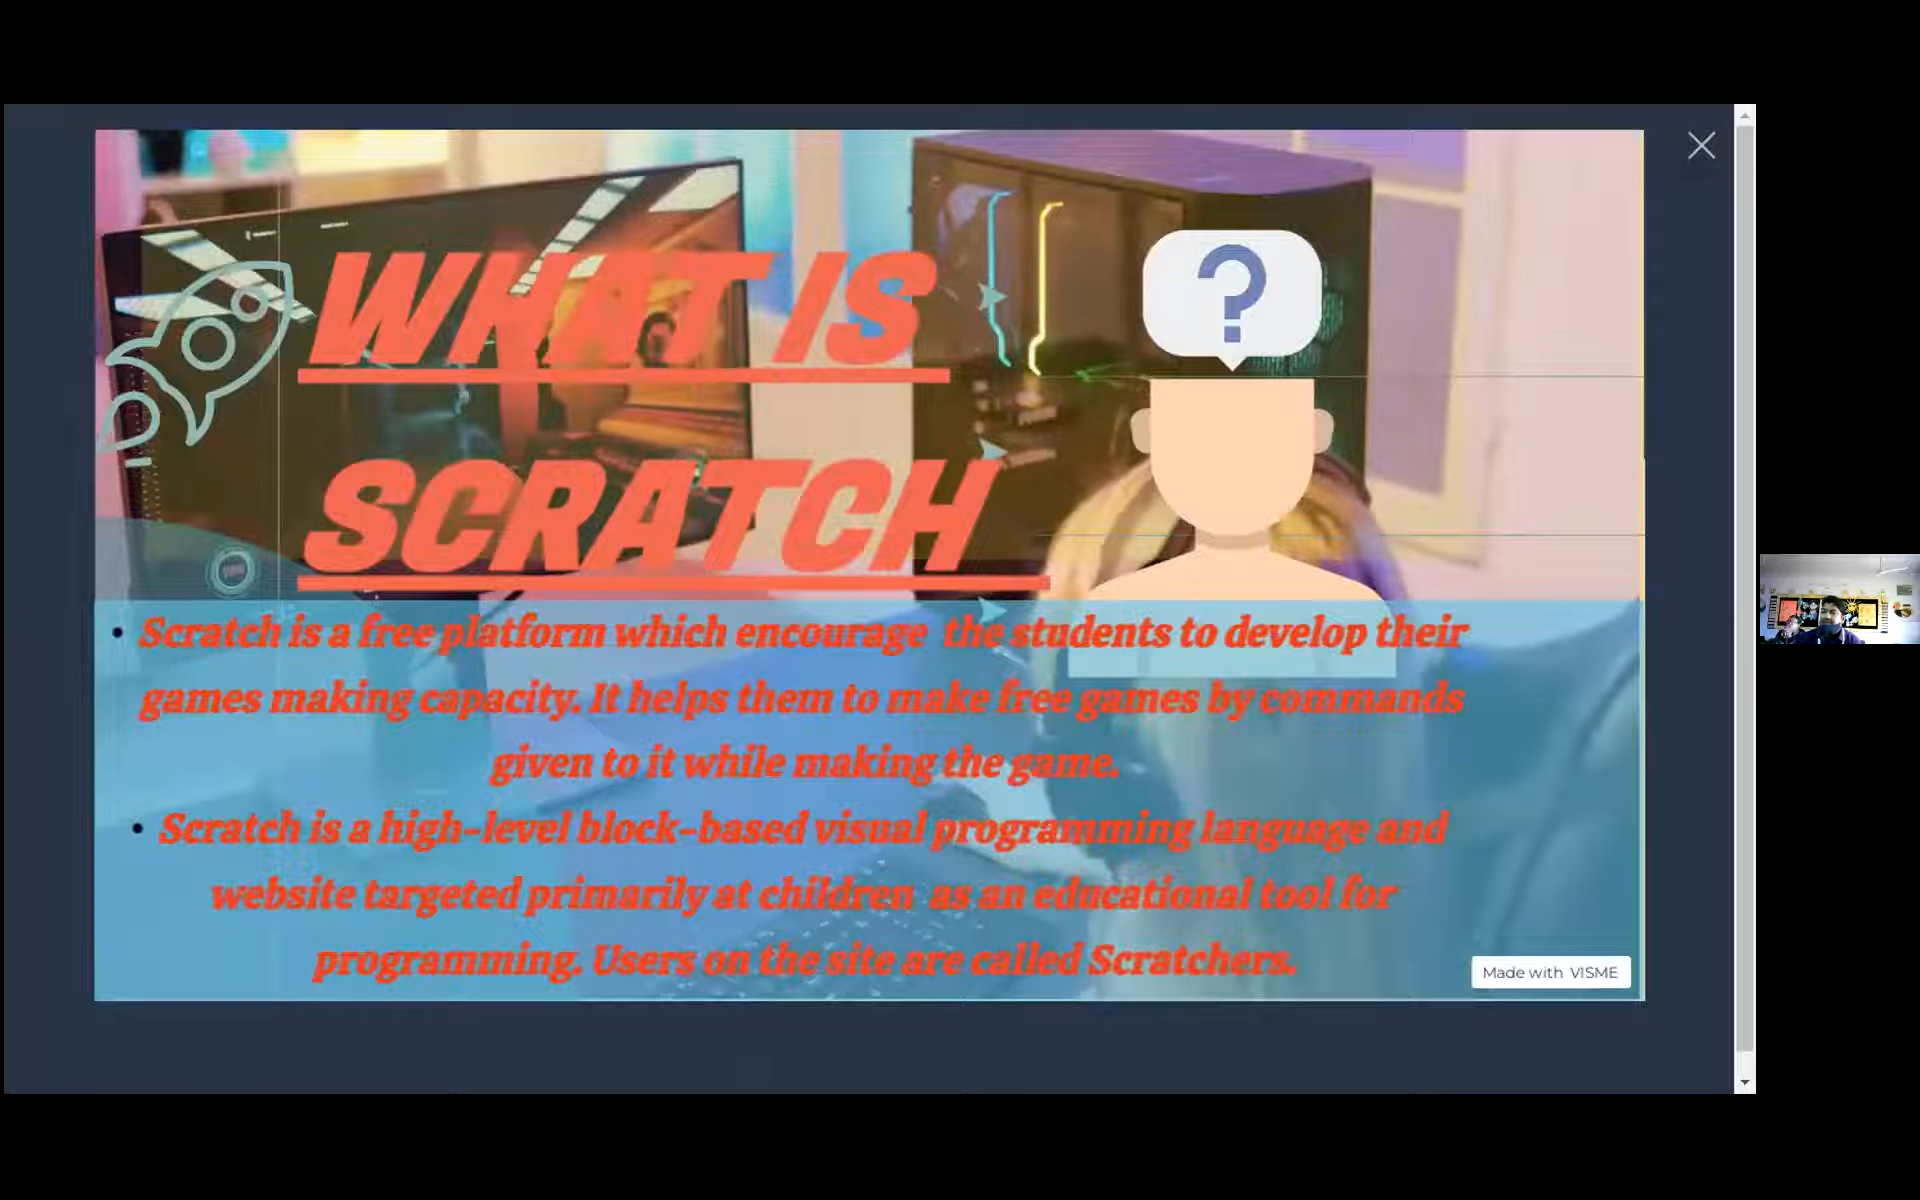 WHAT IS
SCRATCH
?
• Scratch is a free platform which encourage the students to develop their
games making capacity. It helps them to make free games by commands
given to it while making the game.
• Scratch is a high-level block-based visual programming language and
website targeted primarily at children as an educational tool for
programming. Users on the site are called Scratchers.
Made with VISME